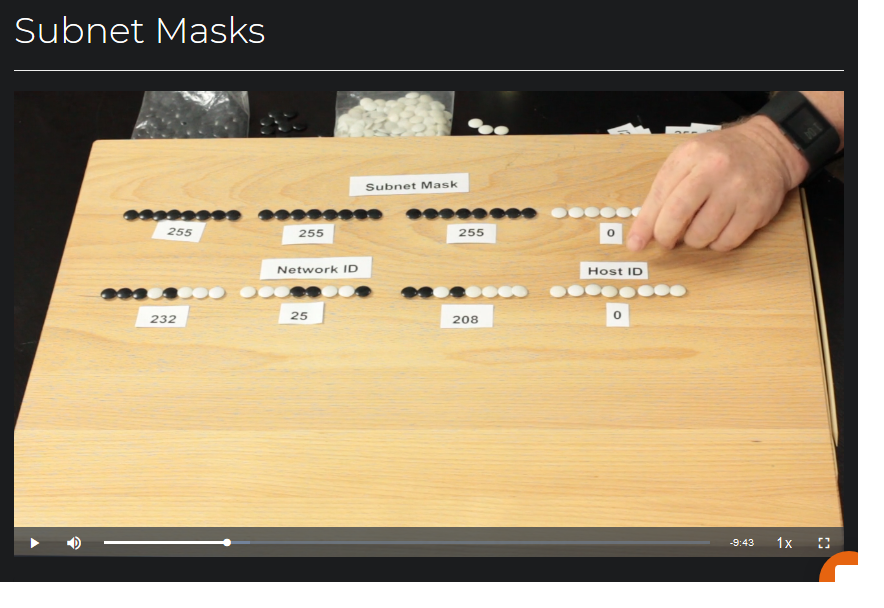 Subnet Masks
Subnet Mask
255 255 255 0
Network ID Host ID
232 25 208 0
-9:43 1x